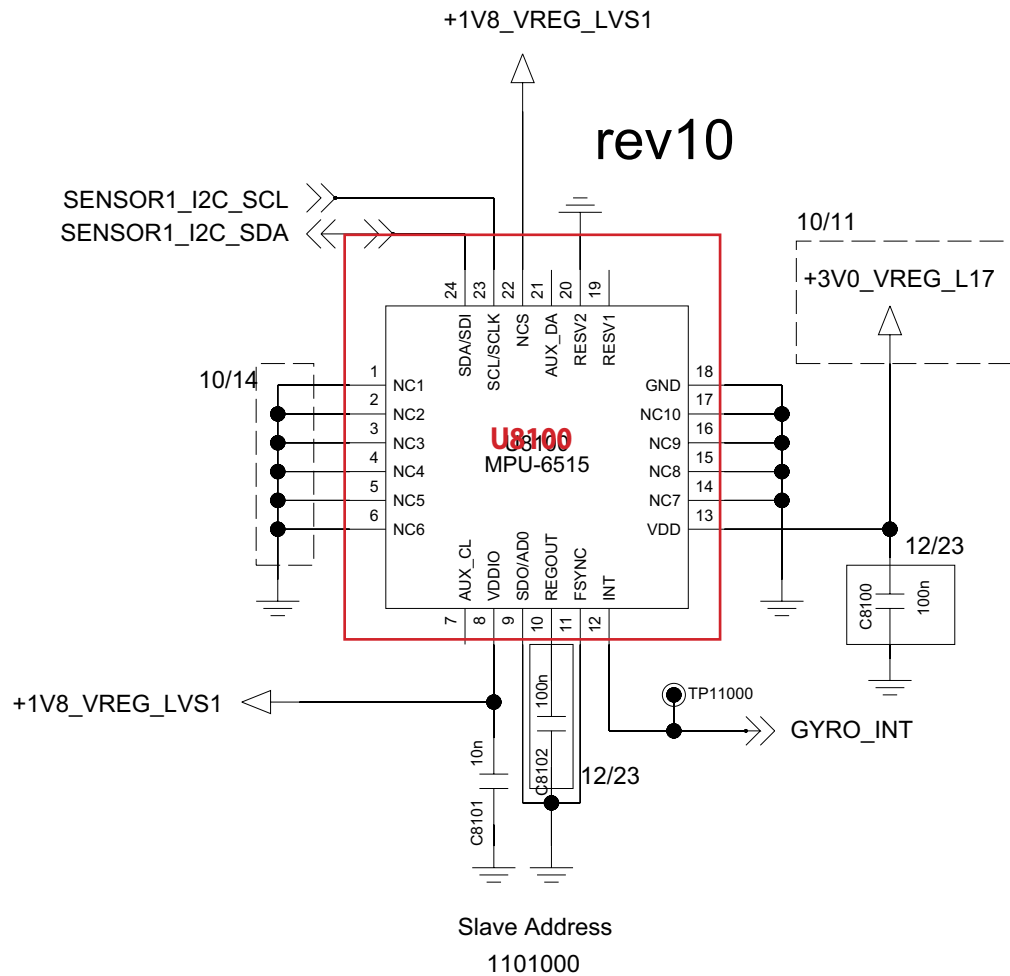 +1V8_VREG_LVS1
rev10
SENSOR1_I2C_SCL
SENSOR1_I2C_SDA
10/11
+3V0_VREG_L17
24
23
22
21
20
19
SDA/SDI
SCL/SCLK
NCS
AUX_DA
RESV2
RESV1
10/14
1
NC1
2
NC2
3
NC3
4
NC4
5
NC5
6
NC6
18
GND
17
NC10
16
NC9
15
NC8
14
NC7
13
VDD
U8100
U8100
MPU-6515
AUX_CL
VDDIO
SDO/AD0
REGOUT
FSYNC
INT
7
8
9
10
11
12
12/23
C8100
100n
+1V8_VREG_LVS1
10n
C8101
100n
C8102
12/23
TP11000
GYRO_INT
Slave Address
1101000